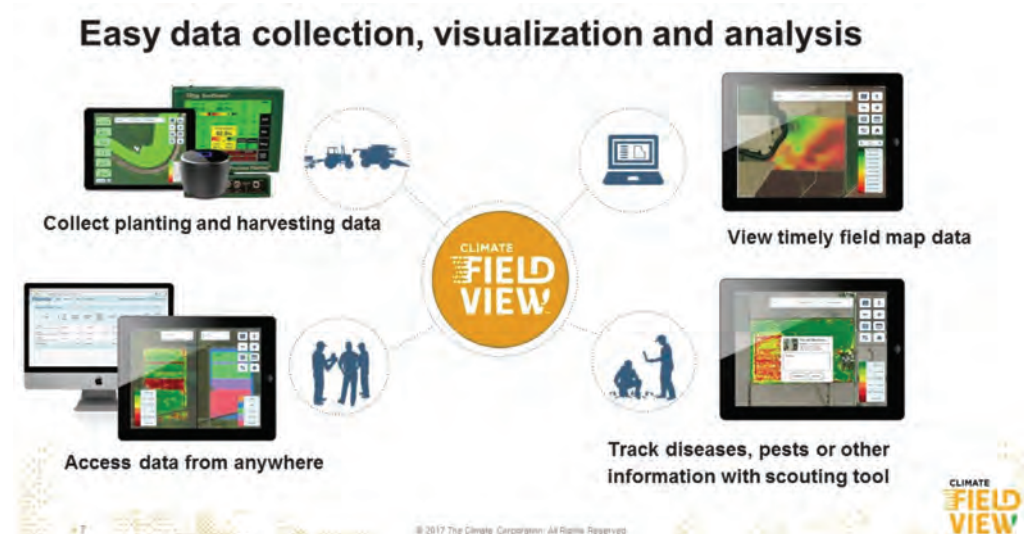 Easy data collection, visualization and analysis
Collect planting and harvesting data
View timely field map data
CLIMATE
FIELD
VIEW
Access data from anywhere
Track diseases, pests or other
information with scouting tool
CLIMATE
FIELD
VIEW
7
© 2017 The Climate Corporation. All Rights Reserved.